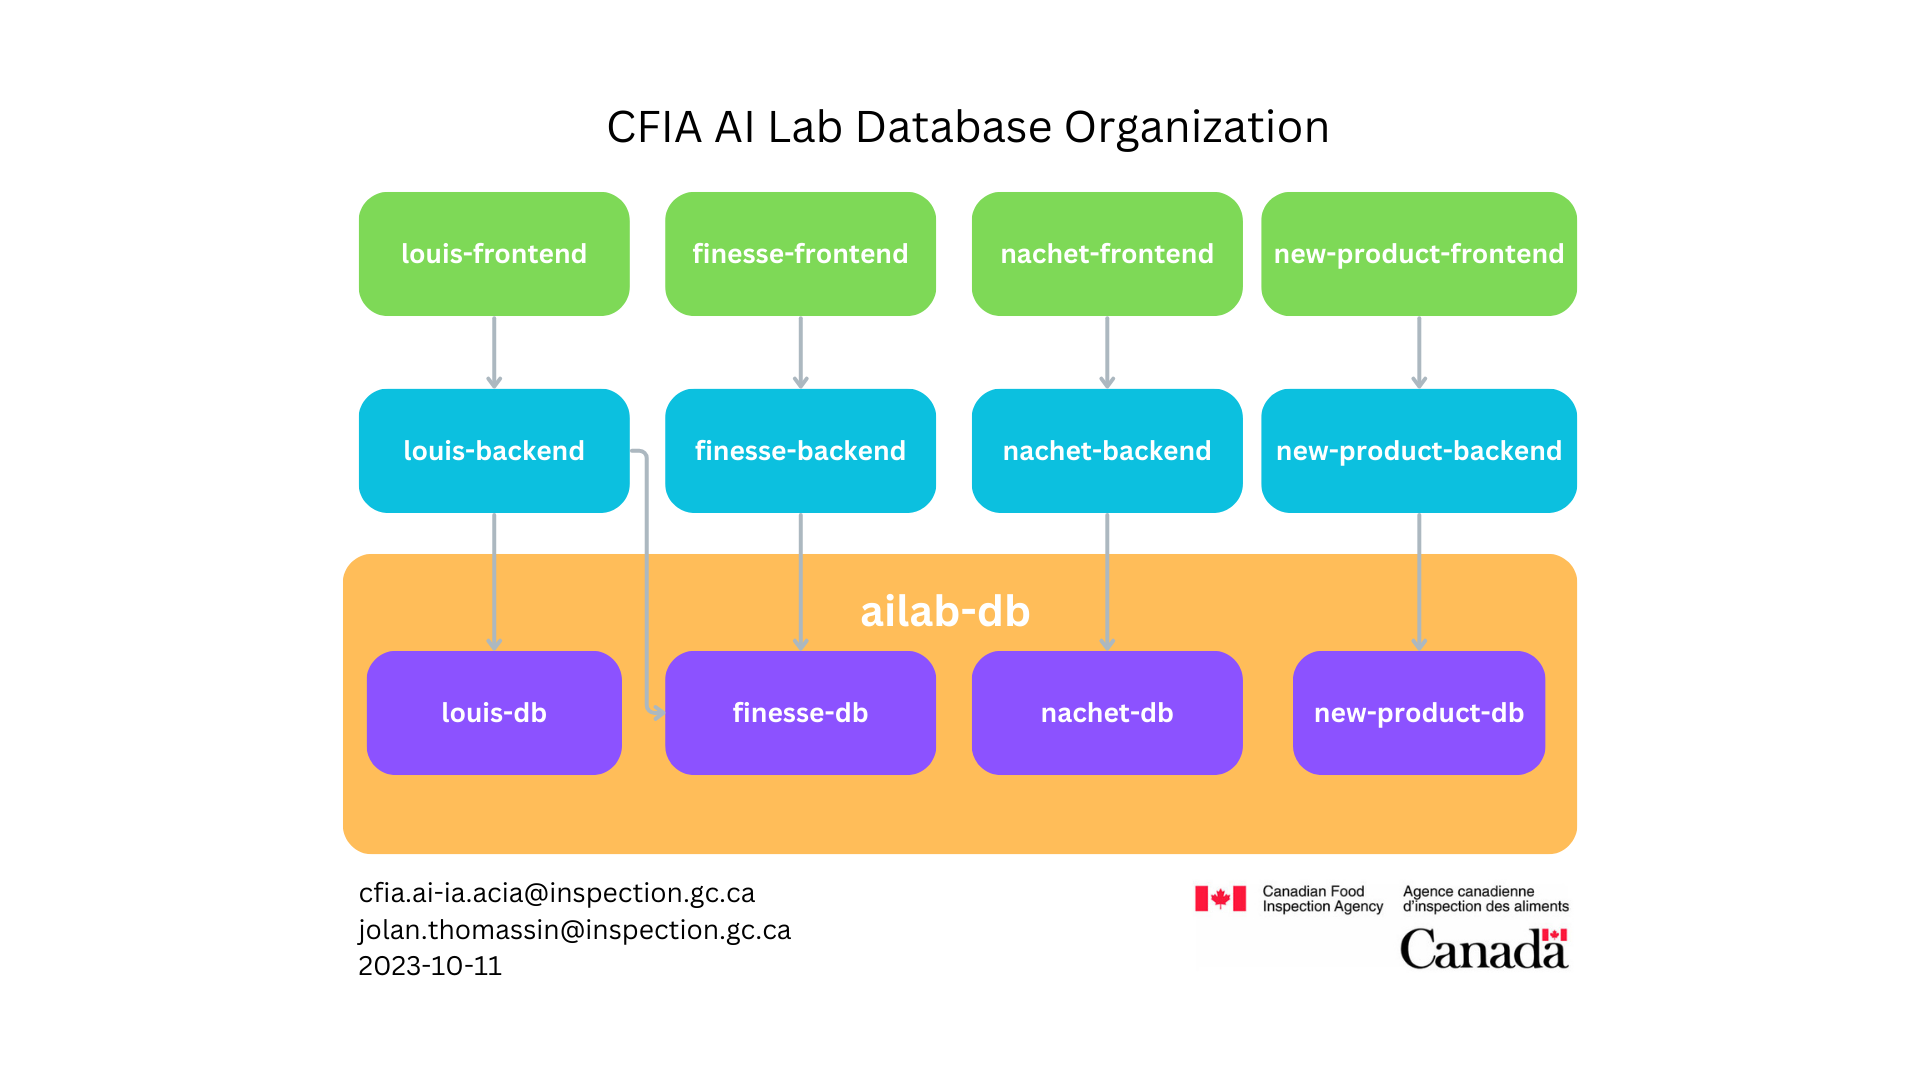 CFIA AI Lab Database Organization
louis-frontend
finesse-frontend
nachet-frontend
new-product-frontend
louis-backend
finesse-backend
nachet-backend
new-product-backend
ailab-db
louis-db
finesse-db
nachet-db
new-product-db
cfia.ai-ia.acia@inspection.gc.ca
jolan.thomassin@inspection.gc.ca
2023-10-11
Canadian Food
Inspection Agency
Agence canadienne
d'inspection des aliments
Canada